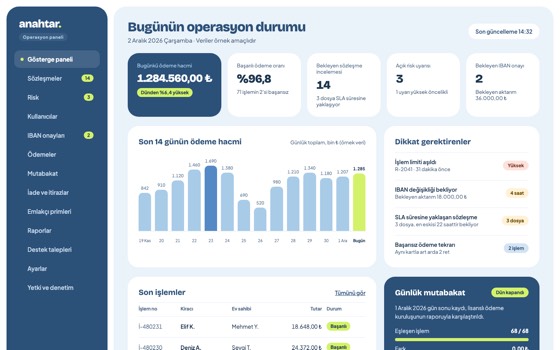 anahtar.
Operasyon paneli
Gösterge paneli
Sözleşmeler 14
Risk 3
Kullanıcılar
IBAN onayları 2
Ödemeler
Mutabakat
İade ve itirazlar
Emlakçı primleri
Raporlar
Destek talepleri
Ayarlar
Yetki ve denetim
Bugünün operasyon durumu
2 Aralık 2026 Çarşamba · Veriler örnek amaçlıdır
Son güncelleme 14:32
Bugünkü ödeme hacmi
1.284.560,00 ₺
Dünden %6,4 yüksek
Başarılı ödeme oranı
%96,8
71 işlemin 2'si başarısız
Bekleyen sözleşme
incelemesi
14
3 dosya SLA süresine
yaklaşıyor
Açık risk uyarısı
3
1 uyarı yüksek öncelikli
Bekleyen IBAN onayı
2
Bekleyen aktarım
36.000,00 ₺
Son 14 günün ödeme hacmi
Günlük toplam, bin ₺ (örnek veri)
842 910 1.120 1.460 1.690 1.380 690 520 980 1.310 1.340 1.180 1.207 1.285
19 Kas 20 21 22 23 24 25 26 27 28 29 30 1 Ara Bugün
Dikkat gerektirenler
İşlem limiti aşıldı
R-2041 · 31 dakika önce
Yüksek
IBAN değişikliği bekliyor
Bekleyen aktarım 18.000,00 ₺
4 saat
SLA süresine yaklaşan sözleşme
3 dosya, en eskisi 22 saattir bekliyor
3 dosya
Başarısız ödeme tekrarı
Aynı kartta art arda 2 ret
2 işlem
Son işlemler
Tümünü gör
İşlem no Kiracı Ev sahibi Tutar Durum
İ-480231 Elif K. Mehmet Y. 18.648,00 ₺ Başarılı
İ-480230 Deniz A. Sevgi T. 24.372,00 ₺ Başarılı
Günlük mutabakat
Gün kapandı
1 Aralık 2026 gün sonu kaydı, lisanslı ödeme
kuruluşunun raporuyla karşılaştırıldı.
Eşleşen işlem 68 / 68
Fark 0,00 ₺